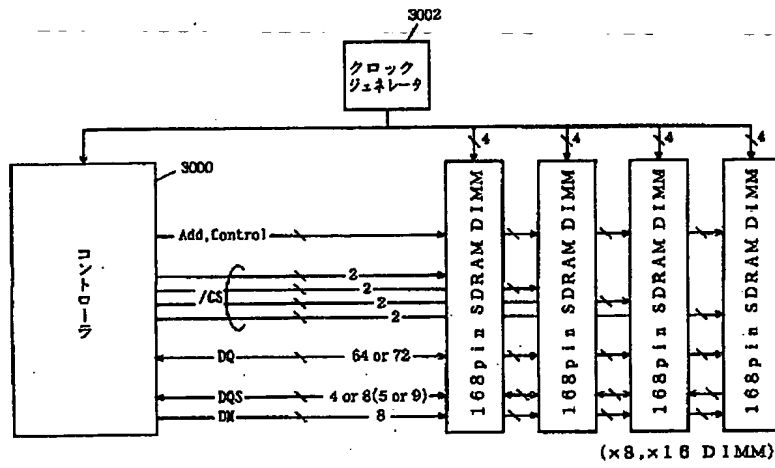 3002
クロック
ジェネレータ
4
4
4
4
3000
コントローラ
Add,Control
/CS
2
2
2
2
DQ
64 or 72
DQS
4 or 8(5 or 9)
DM
8
168pin SDRAM DIMM
168pin SDRAM DIMM
168pin SDRAM DIMM
168pin SDRAM DIMM
(×8,×16 DIMM)